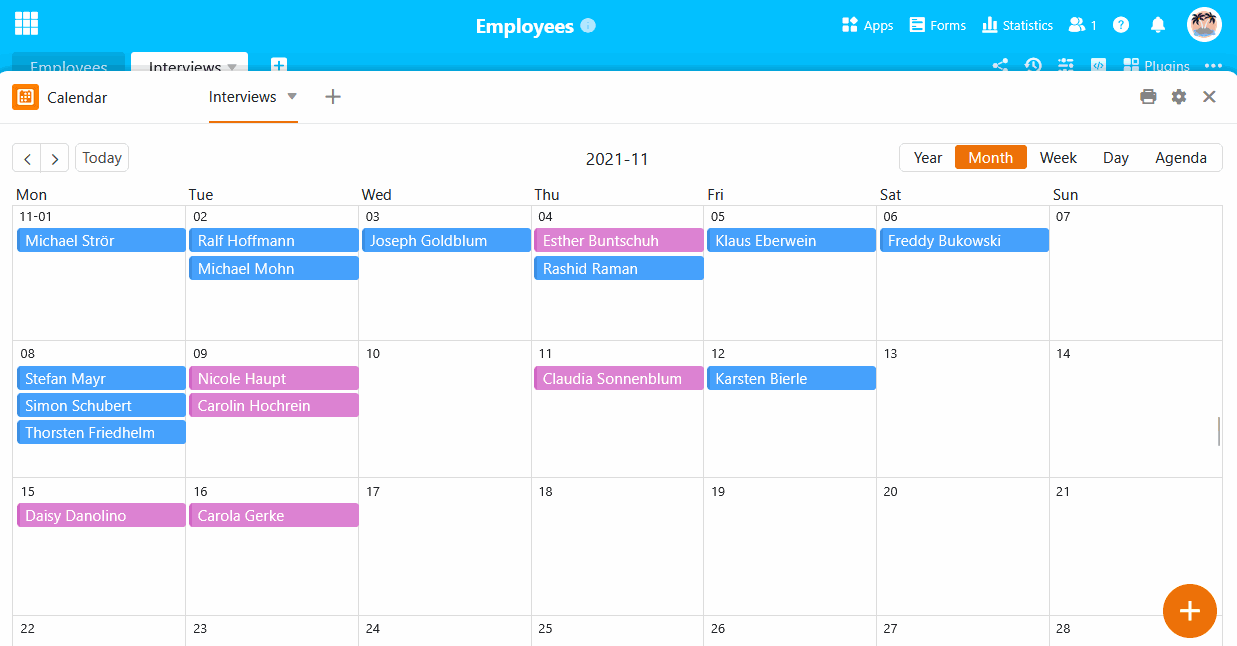 Employees
Apps
Forms
Statistics
1
?
Employees
Interviews
Plugins
Calendar
Interviews
Today
2021-11
Year
Month
Week
Day
Agenda
Mon Tue Wed Thu Fri Sat Sun
11-01 02 03 04 05 06 07
Michael Strör Ralf Hoffmann Joseph Goldblum Esther Buntschuh Klaus Eberwein Freddy Bukowski
Michael Mohn Rashid Raman
08 09 10 11 12 13 14
Stefan Mayr Nicole Haupt Claudia Sonnenblum Karsten Bierle
Simon Schubert Carolin Hochrein
Thorsten Friedhelm
15 16 17 18 19 20 21
Daisy Danolino Carola Gerke
22 23 24 25 26 27 28